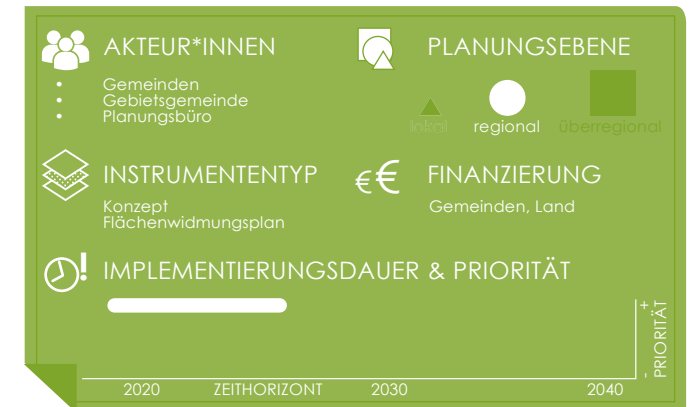 AKTEUR*INNEN
• Gemeinden
• Gebietsgemeinde
• Planungsbüro
PLANUNGSEBENE
lokal regional überregional
INSTRUMENTENTYP
Konzept
Flächenwidmungsplan
€€ FINANZIERUNG
Gemeinden, Land
! IMPLEMENTIERUNGSDAUER & PRIORITÄT
- PRIORITÄT +
2020 ZEITHORIZONT 2030 2040